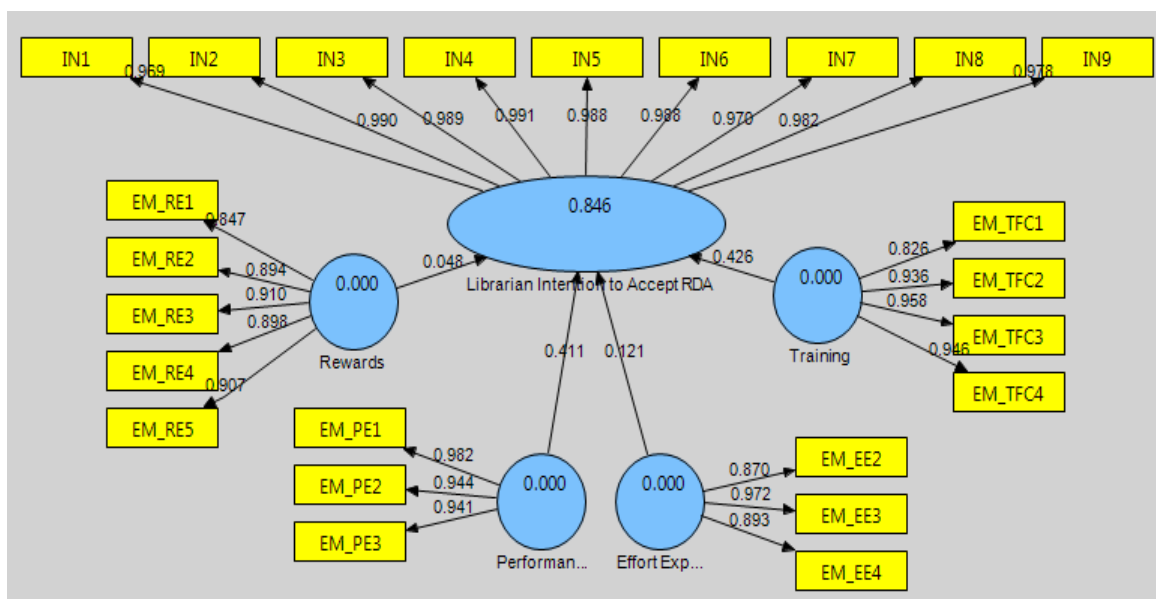 IN1 IN2 IN3 IN4 IN5 IN6 IN7 IN8 IN9
0.969 0.978
0.990 0.989 0.991 0.988 0.988 0.970 0.982
EM_RE1
0.847
EM_RE2
0.894
EM_RE3
0.910
EM_RE4
0.898
EM_RE5
0.907
0.000
Rewards
0.048
0.846
Librarian Intention to Accept RDA
0.426
0.000
Training
EM_TFC1
0.826
EM_TFC2
0.936
EM_TFC3
0.958
EM_TFC4
0.946
0.411
0.121
EM_PE1
0.982
EM_PE2
0.944
EM_PE3
0.941
0.000
Performan...
0.000
Effort Exp...
EM_EE2
0.870
EM_EE3
0.972
EM_EE4
0.893